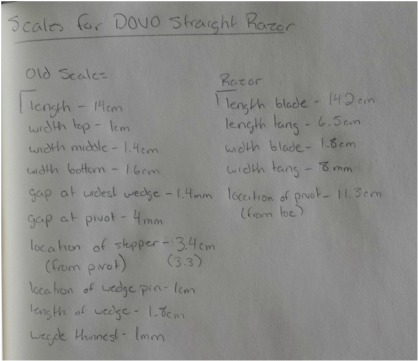 Scales for DOVO Straight Razor
Old Scales
length - 14cm
width top - 1cm
width middle - 1.4cm
width bottom - 1.6cm
gap at widest wedge - 1.4mm
gap at pivot - 4mm
location of stopper - 3.4cm
(from pivot) (3.3)
location of wedge pin - 1cm
length of wedge - 1.8cm
wegde thinnest - 1mm
Razor
length blade - 14.2cm
length tang - 6.5cm
width blade - 1.8cm
width tang - 8mm
location of pivot - 11.3cm
(from toe)